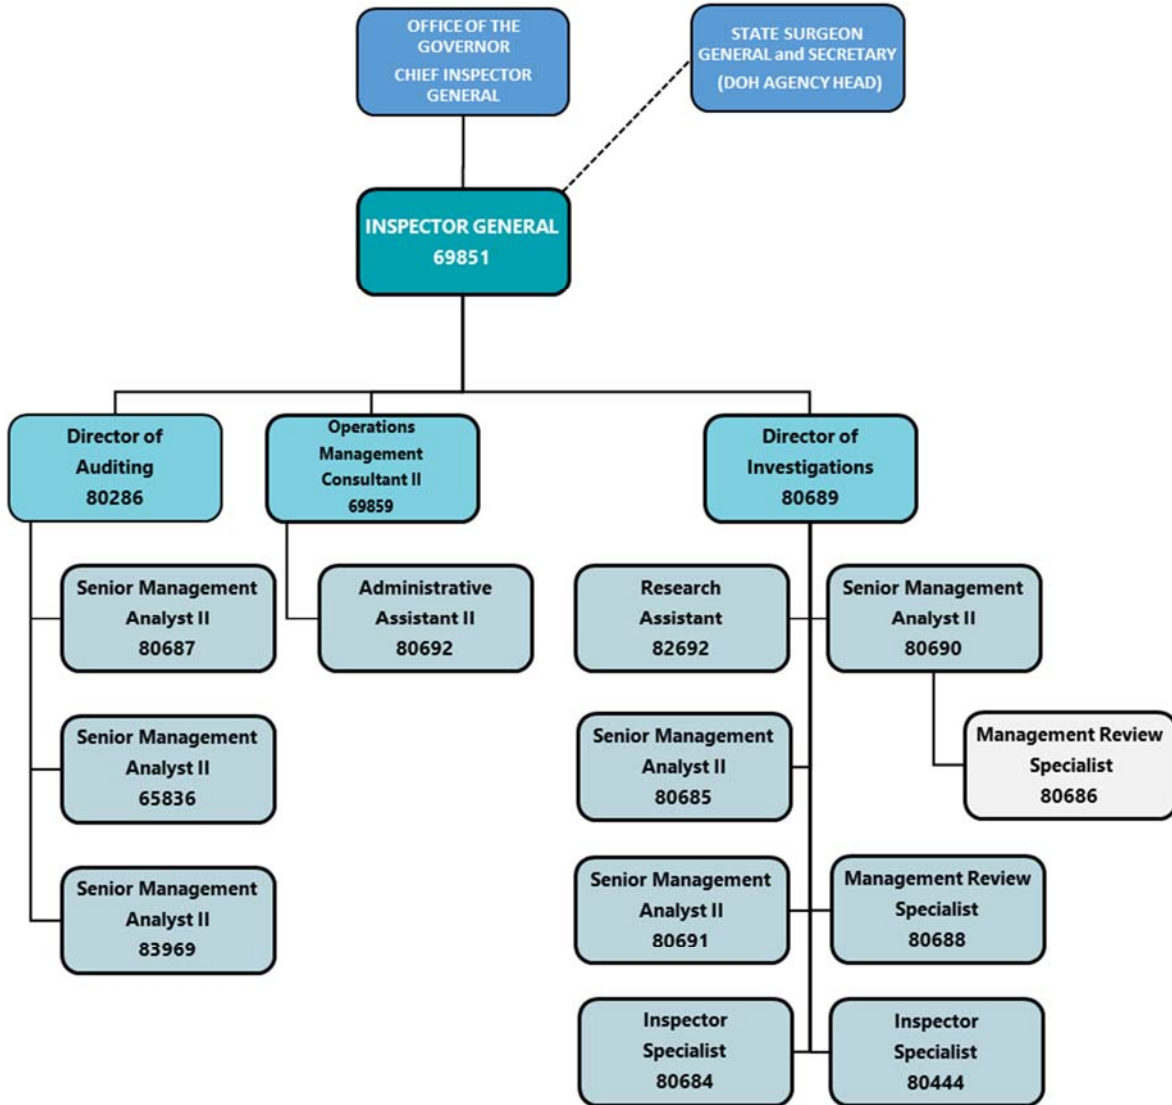 OFFICE OF THE
GOVERNOR
CHIEF INSPECTOR
GENERAL
STATE SURGEON
GENERAL and SECRETARY
(DOH AGENCY HEAD)
INSPECTOR GENERAL
69851
Director of
Auditing
80286
Operations
Management
Consultant II
69859
Director of
Investigations
80689
Senior Management
Analyst II
80687
Administrative
Assistant II
80692
Research
Assistant
82692
Senior Management
Analyst II
80690
Senior Management
Analyst II
65836
Senior Management
Analyst II
80685
Management Review
Specialist
80686
Senior Management
Analyst II
83969
Senior Management
Analyst II
80691
Management Review
Specialist
80688
Inspector
Specialist
80684
Inspector
Specialist
80444